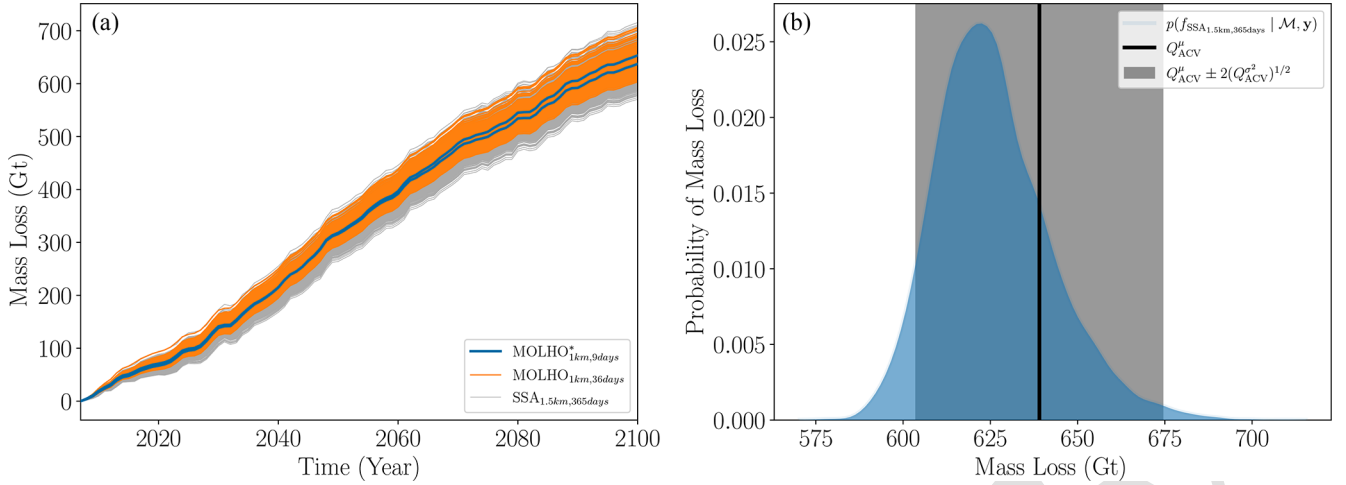 (a)
700
600
500
400
300
200
100
0
Mass Loss (Gt)
2020
2040
2060
2080
2100
Time (Year)
MOLHO*1km,9days
MOLHO1km,36days
SSA1.5km,365days
(b)
0.025
0.020
0.015
0.010
0.005
0.000
Probability of Mass Loss
575
600
625
650
675
700
Mass Loss (Gt)
p(fSSA1.5km,365days | ℳ, y)
QμACV
QμACV ± 2(Qσ2ACV)1/2